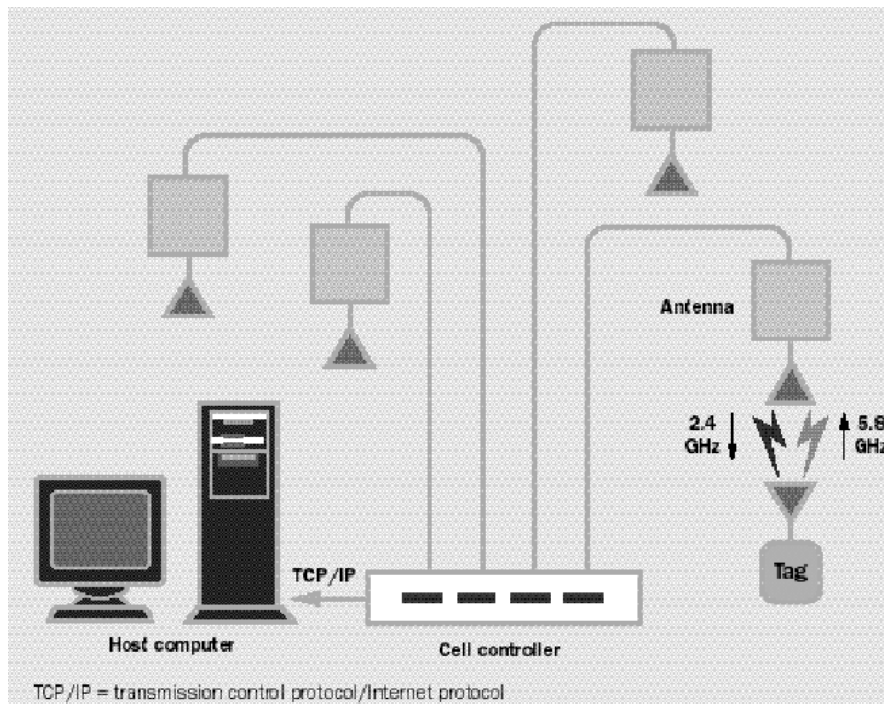 Antenna
2.4
GHz
5.8
GHz
Tag
TCP/IP
Host computer
Cell controller
TCP/IP = transmission control protocol/Internet protocol